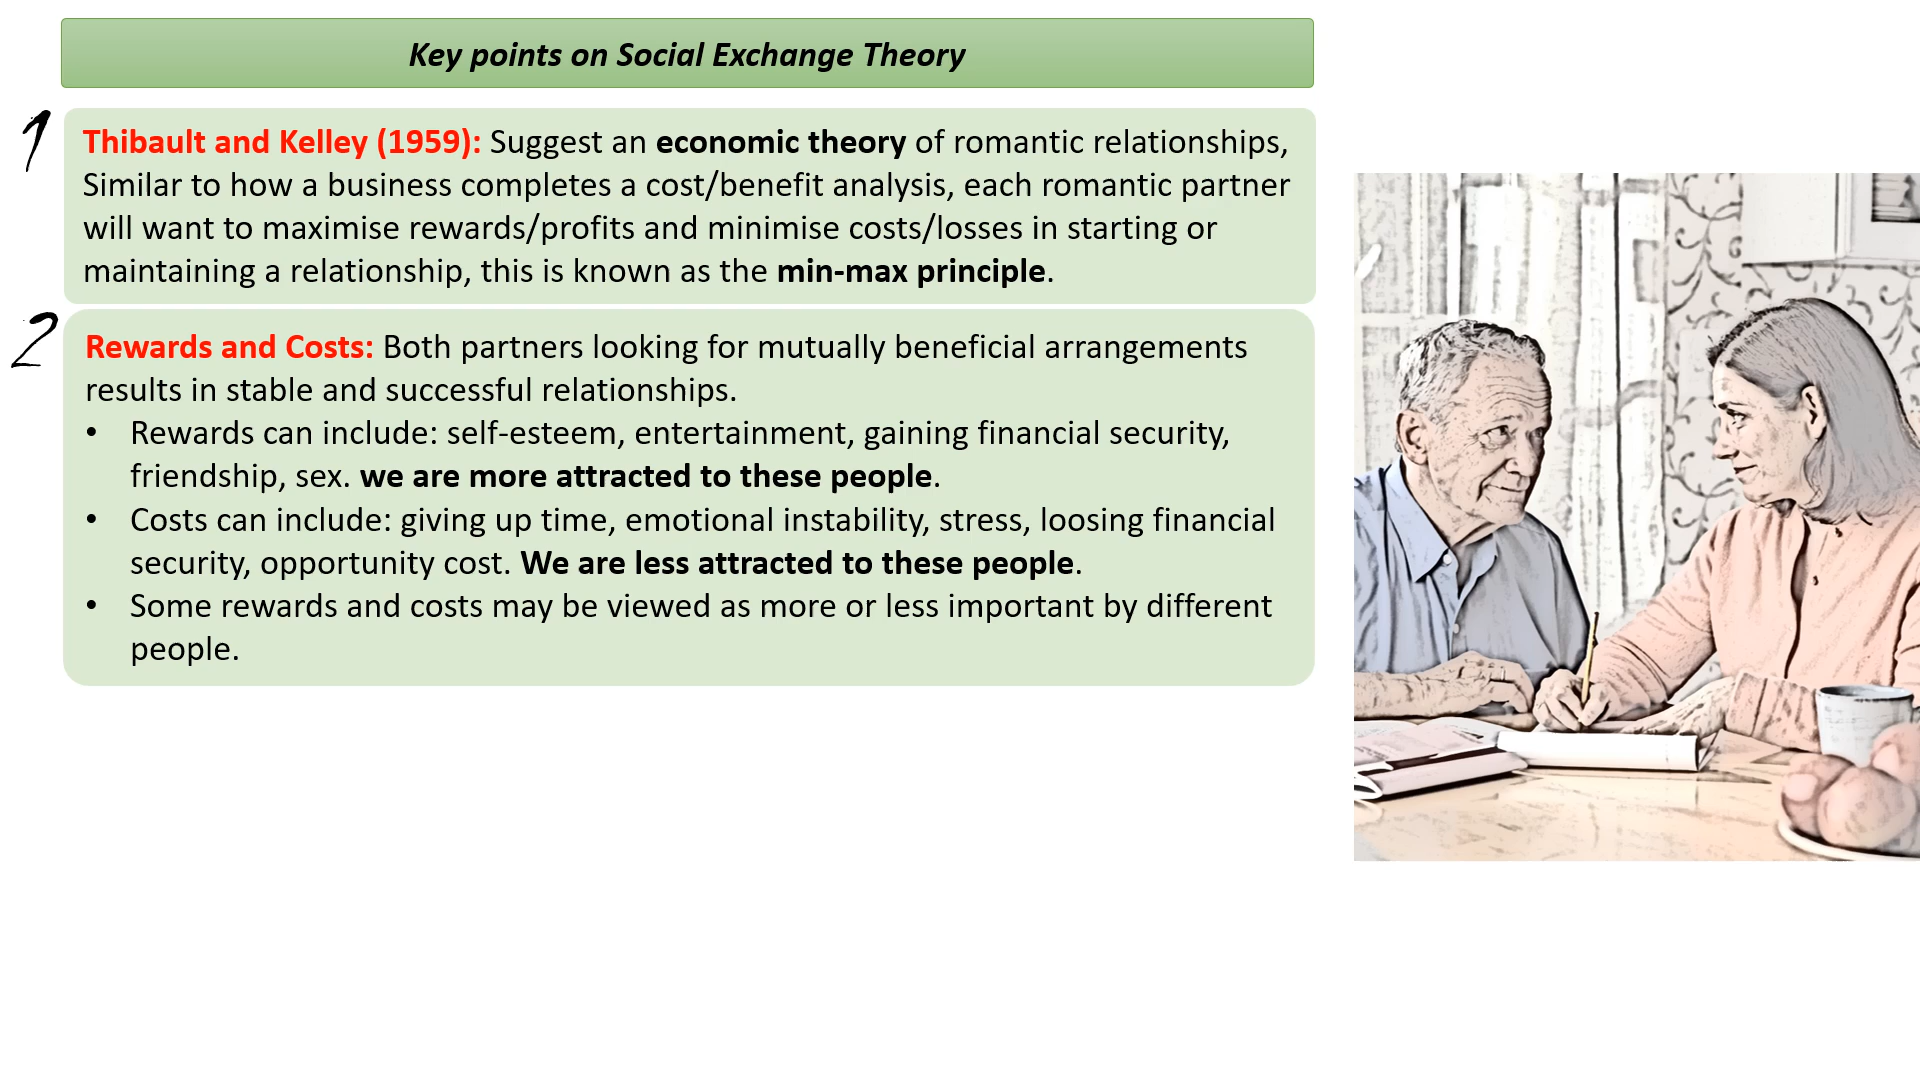 Key points on Social Exchange Theory
1
Thibault and Kelley (1959): Suggest an economic theory of romantic relationships,
Similar to how a business completes a cost/benefit analysis, each romantic partner
will want to maximise rewards/profits and minimise costs/losses in starting or
maintaining a relationship, this is known as the min-max principle.
2
Rewards and Costs: Both partners looking for mutually beneficial arrangements
results in stable and successful relationships.
• Rewards can include: self-esteem, entertainment, gaining financial security,
friendship, sex. we are more attracted to these people.
• Costs can include: giving up time, emotional instability, stress, loosing financial
security, opportunity cost. We are less attracted to these people.
• Some rewards and costs may be viewed as more or less important by different
people.